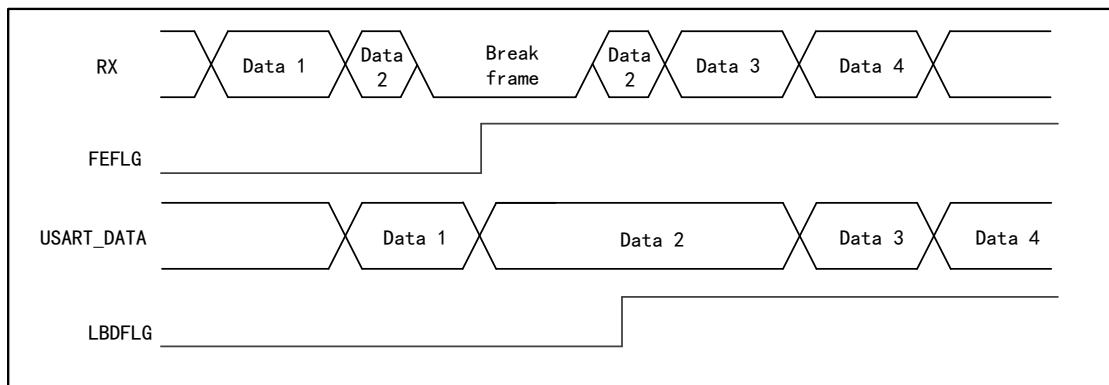 RX
Data 1
Data
2
Break
frame
Data
2
Data 3
Data 4
FEFLG
USART_DATA
Data 1
Data 2
Data 3
Data 4
LBDFLG